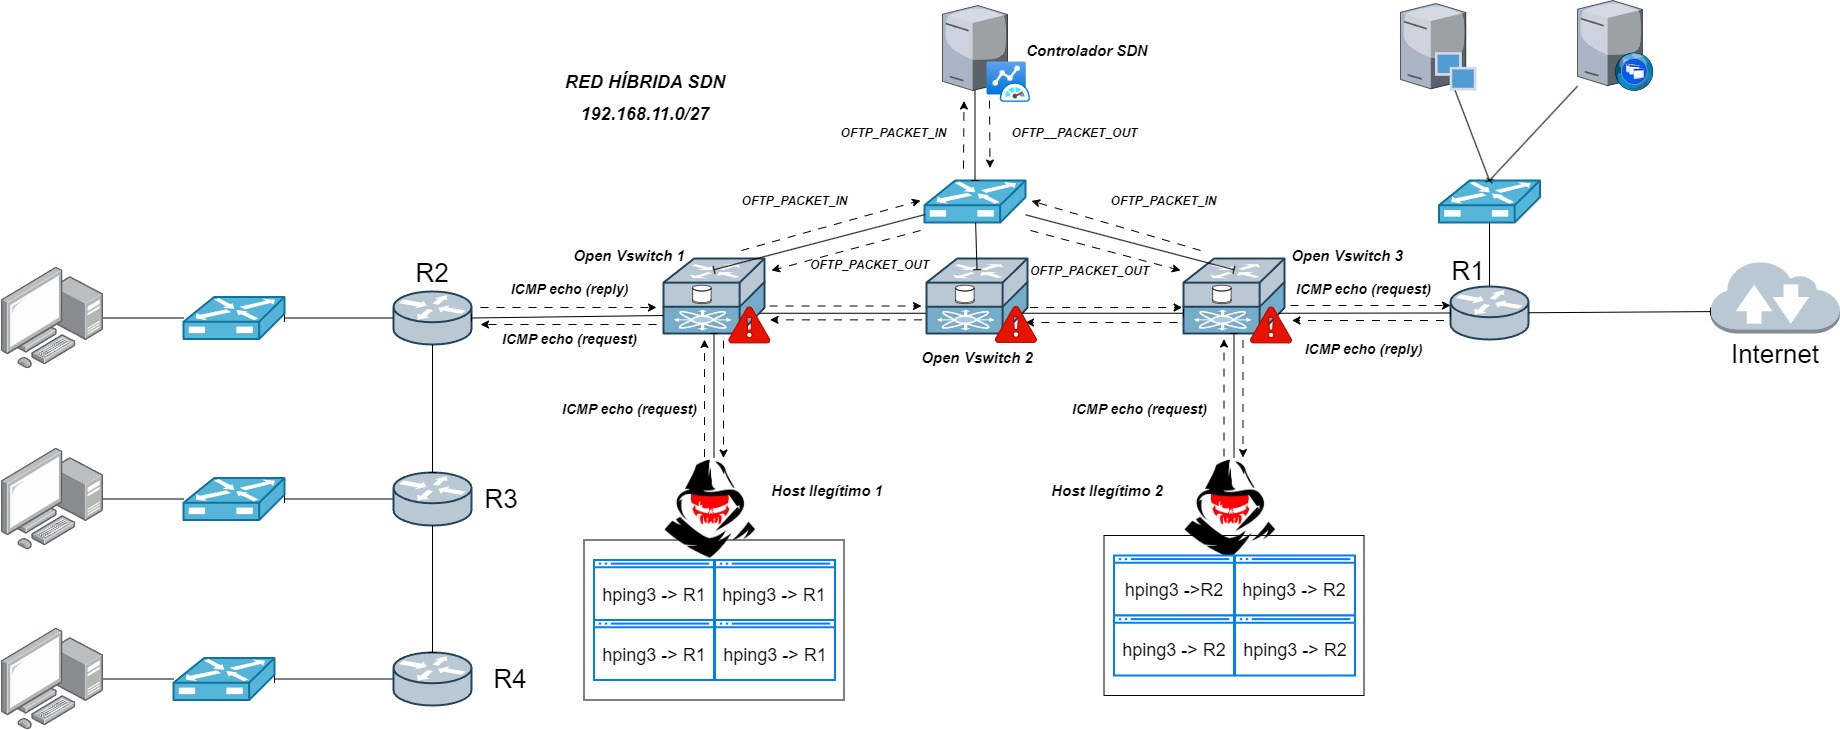 Controlador SDN
RED HÍBRIDA SDN
192.168.11.0/27
OFTP_PACKET_IN
OFTP__PACKET_OUT
OFTP_PACKET_IN
OFTP_PACKET_IN
Open Vswitch 1
OFTP_PACKET_OUT
OFTP_PACKET_OUT
Open Vswitch 3
R2
R1
ICMP echo (reply)
ICMP echo (request)
ICMP echo (request)
ICMP echo (reply)
Open Vswitch 2
Internet
ICMP echo (request)
ICMP echo (request)
R3
Host Ilegítimo 1
Host Ilegítimo 2
hping3 -> R1
hping3 -> R1
hping3 ->R2
hping3 -> R2
hping3 -> R1
hping3 -> R1
hping3 -> R2
hping3 -> R2
R4